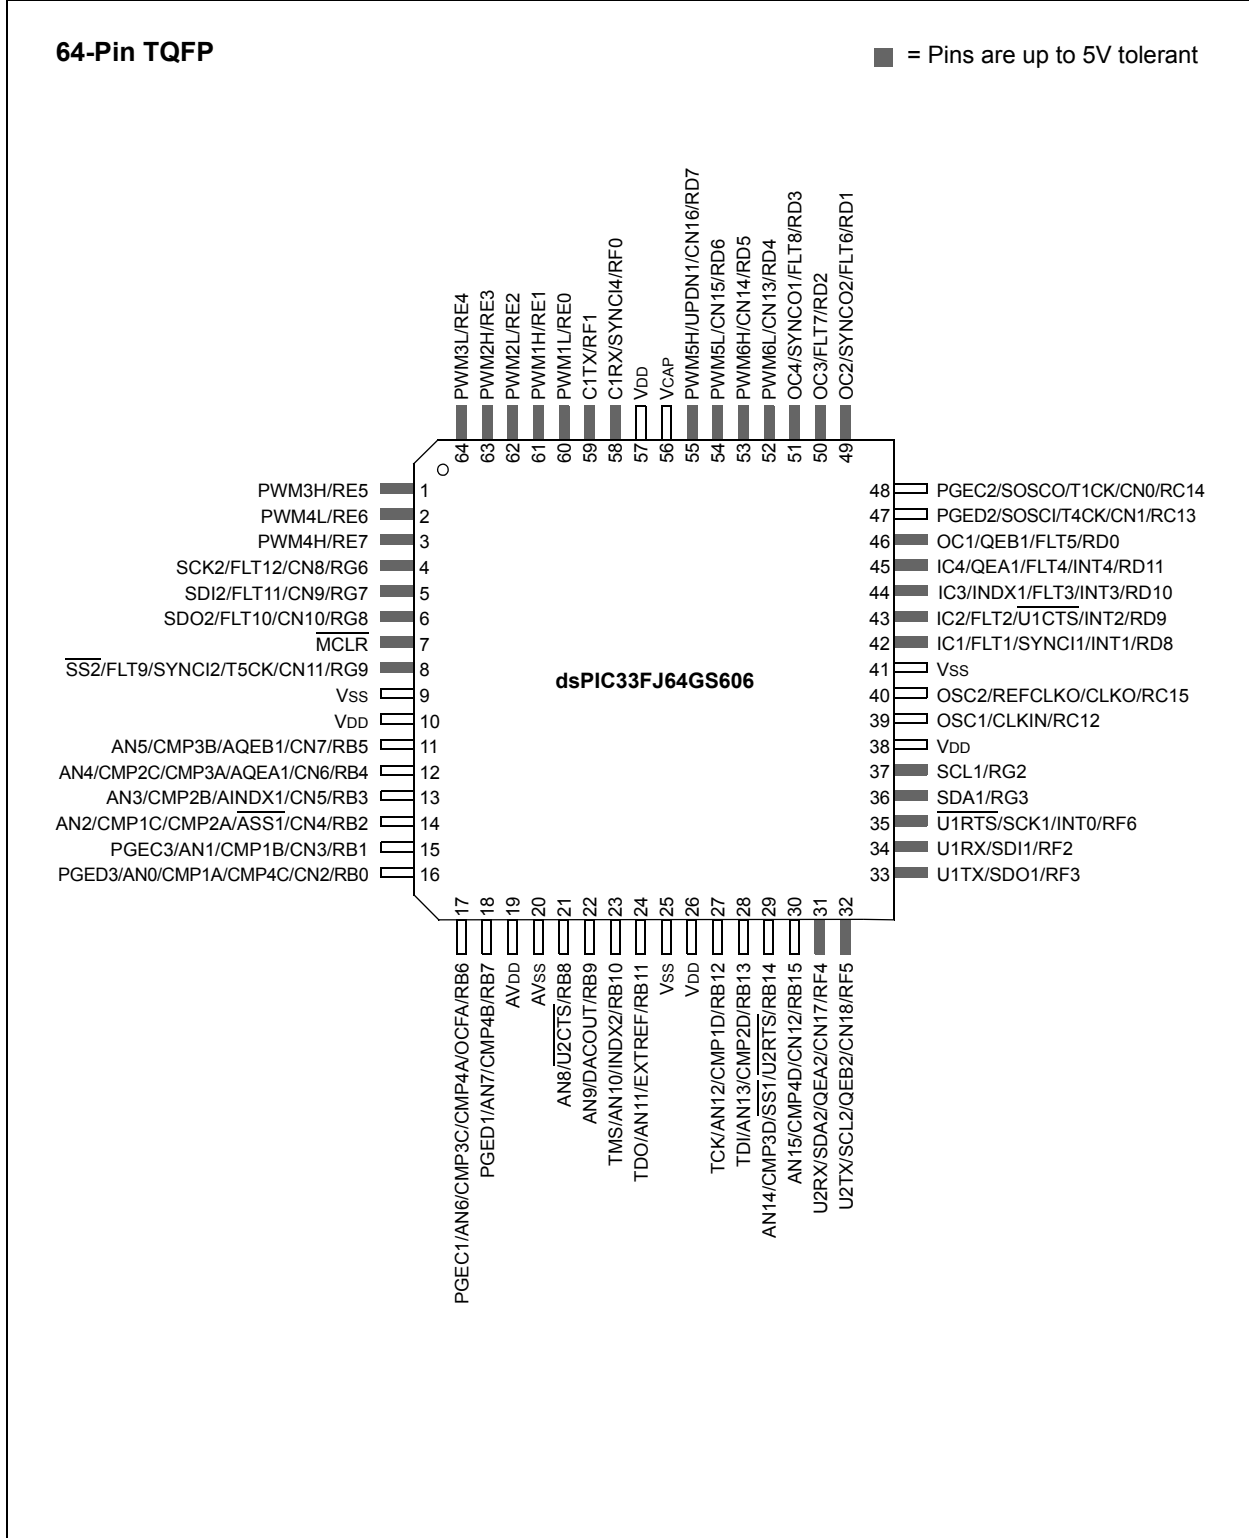 64-Pin TQFP
= Pins are up to 5V tolerant
64 PWM3L/RE4
63 PWM2H/RE3
62 PWM2L/RE2
61 PWM1H/RE1
60 PWM1L/RE0
59 C1TX/RF1
58 C1RX/SYNCI4/RF0
57 VDD
56 VCAP
55 PWM5H/UPDN1/CN16/RD7
54 PWM5L/CN15/RD6
53 PWM6H/CN14/RD5
52 PWM6L/CN13/RD4
51 OC4/SYNCO1/FLT8/RD3
50 OC3/FLT7/RD2
49 OC2/SYNCO2/FLT6/RD1
PWM3H/RE5 1
PWM4L/RE6 2
PWM4H/RE7 3
SCK2/FLT12/CN8/RG6 4
SDI2/FLT11/CN9/RG7 5
SDO2/FLT10/CN10/RG8 6
MCLR 7
SS2/FLT9/SYNCI2/T5CK/CN11/RG9 8
VSS 9
VDD 10
AN5/CMP3B/AQEB1/CN7/RB5 11
AN4/CMP2C/CMP3A/AQEA1/CN6/RB4 12
AN3/CMP2B/AINDX1/CN5/RB3 13
AN2/CMP1C/CMP2A/ASS1/CN4/RB2 14
PGEC3/AN1/CMP1B/CN3/RB1 15
PGED3/AN0/CMP1A/CMP4C/CN2/RB0 16
dsPIC33FJ64GS606
48 PGEC2/SOSCO/T1CK/CN0/RC14
47 PGED2/SOSCI/T4CK/CN1/RC13
46 OC1/QEB1/FLT5/RD0
45 IC4/QEA1/FLT4/INT4/RD11
44 IC3/INDX1/FLT3/INT3/RD10
43 IC2/FLT2/U1CTS/INT2/RD9
42 IC1/FLT1/SYNCI1/INT1/RD8
41 VSS
40 OSC2/REFCLKO/CLKO/RC15
39 OSC1/CLKIN/RC12
38 VDD
37 SCL1/RG2
36 SDA1/RG3
35 U1RTS/SCK1/INT0/RF6
34 U1RX/SDI1/RF2
33 U1TX/SDO1/RF3
17 PGEC1/AN6/CMP3C/CMP4A/OCFA/RB6
18 PGED1/AN7/CMP4B/RB7
19 AVDD
20 AVSS
21 AN8/U2CTS/RB8
22 AN9/DACOUT/RB9
23 TMS/AN10/INDX2/RB10
24 TDO/AN11/EXTREF/RB11
25 VSS
26 VDD
27 TCK/AN12/CMP1D/RB12
28 TDI/AN13/CMP2D/RB13
29 AN14/CMP3D/SS1/U2RTS/RB14
30 AN15/CMP4D/CN12/RB15
31 U2RX/SDA2/QEA2/CN17/RF4
32 U2TX/SCL2/QEB2/CN18/RF5